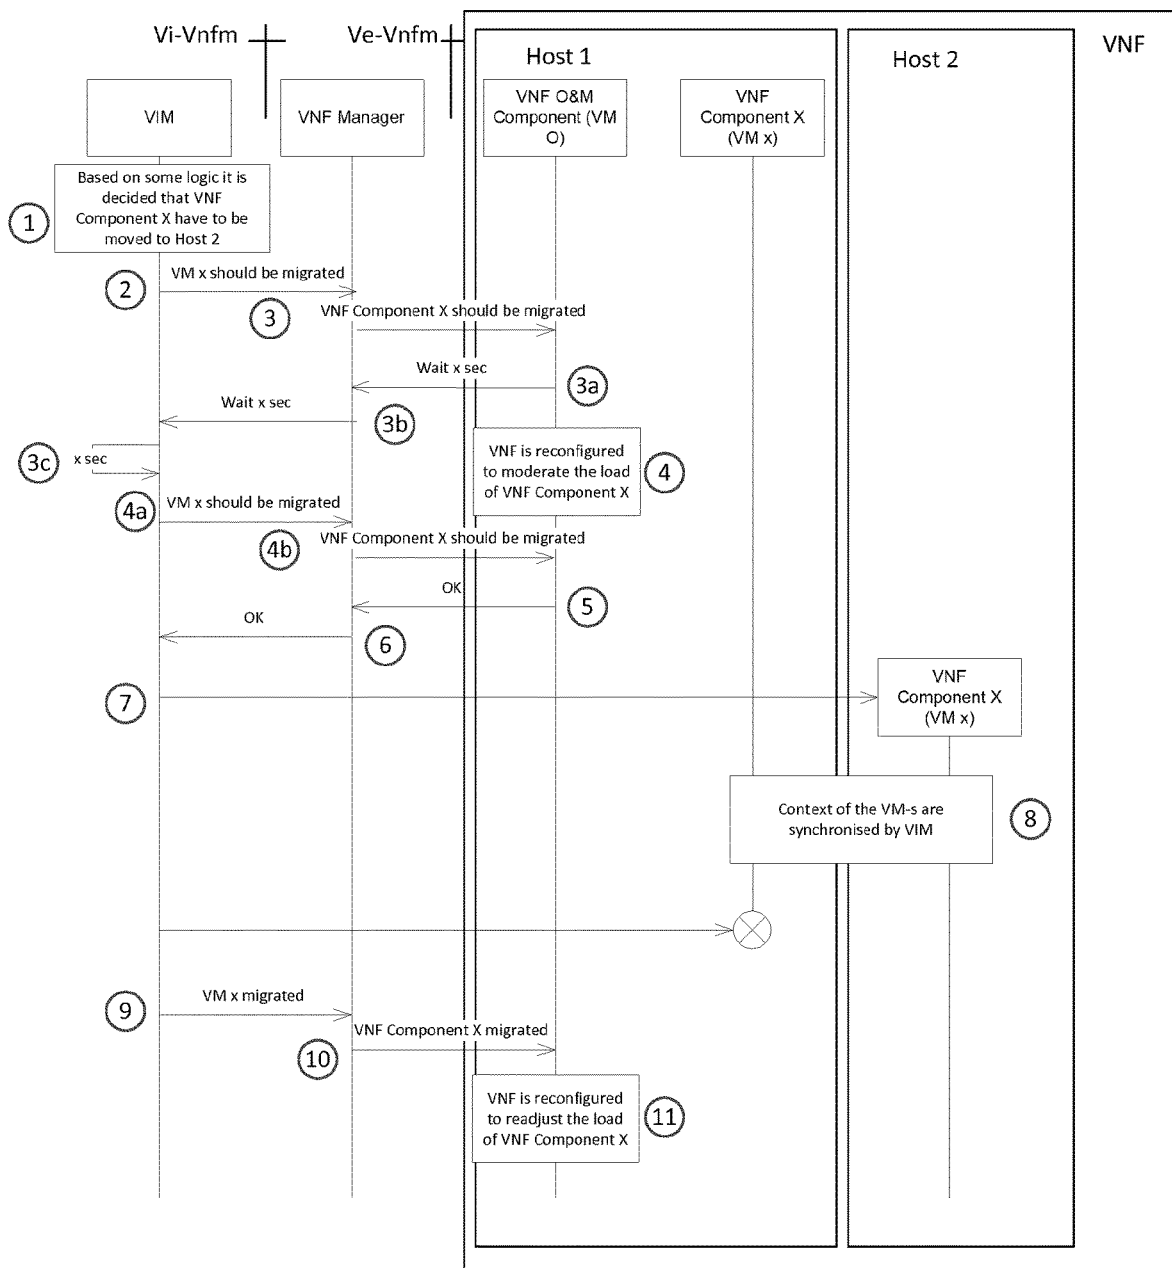 Vi-Vnfm
Ve-Vnfm
VNF
Host 1
Host 2
VIM
VNF Manager
VNF O&M
Component (VM
O)
VNF
Component X
(VM x)
Based on some logic it is
decided that VNF
Component X have to be
moved to Host 2
1
2
VM x should be migrated
3
VNF Component X should be migrated
Wait x sec
3a
Wait x sec
3b
3c
x sec
VNF is reconfigured
to moderate the load
of VNF Component X
4
4a
VM x should be migrated
4b
VNF Component X should be migrated
OK
5
OK
6
7
VNF
Component X
(VM x)
Context of the VM-s are
synchronised by VIM
8
9
VM x migrated
10
VNF Component X migrated
VNF is reconfigured
to readjust the load
of VNF Component X
11